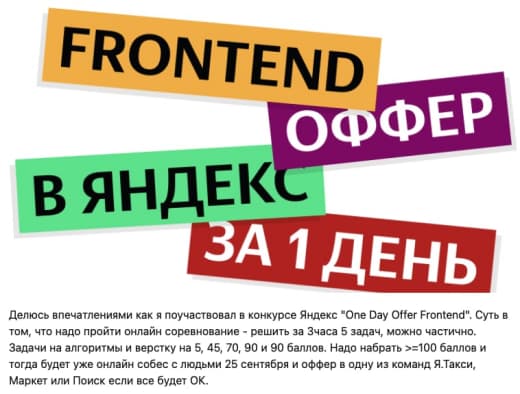 FRONTEND
ОФФЕР
В ЯНДЕКС
ЗА 1 ДЕНЬ
Делюсь впечатлениями как я поучаствовал в конкурсе Яндекс "One Day Offer Frontend". Суть в
том, что надо пройти онлайн соревнование - решить за 3часа 5 задач, можно частично.
Задачи на алгоритмы и верстку на 5, 45, 70, 90 и 90 баллов. Надо набрать >=100 баллов и
тогда будет уже онлайн собес с людьми 25 сентября и оффер в одну из команд Я.Такси,
Маркет или Поиск если все будет ОК.